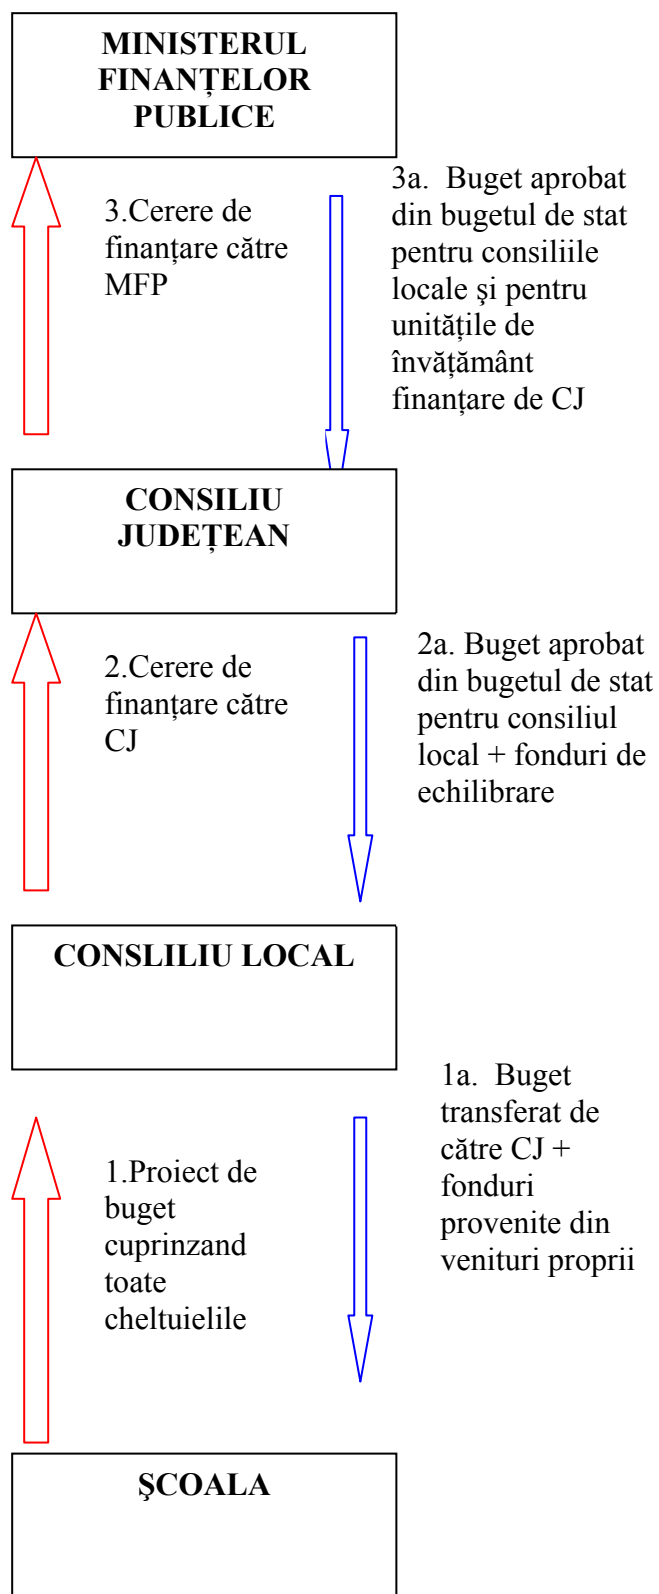 MINISTERUL
FINANȚELOR
PUBLICE
3.Cerere de
finanțare către
MFP
3a.  Buget aprobat
din bugetul de stat
pentru consiliile
locale şi pentru
unitățile de
învățământ
finanțare de CJ
CONSILIU
JUDEȚEAN
2.Cerere de
finanțare către
CJ
2a. Buget aprobat
din bugetul de stat
pentru consiliul
local + fonduri de
echilibrare
CONSLILIU LOCAL
1.Proiect de
buget
cuprinzand
toate
cheltuielile
1a.  Buget
transferat de
către CJ +
fonduri
provenite din
venituri proprii
ŞCOALA